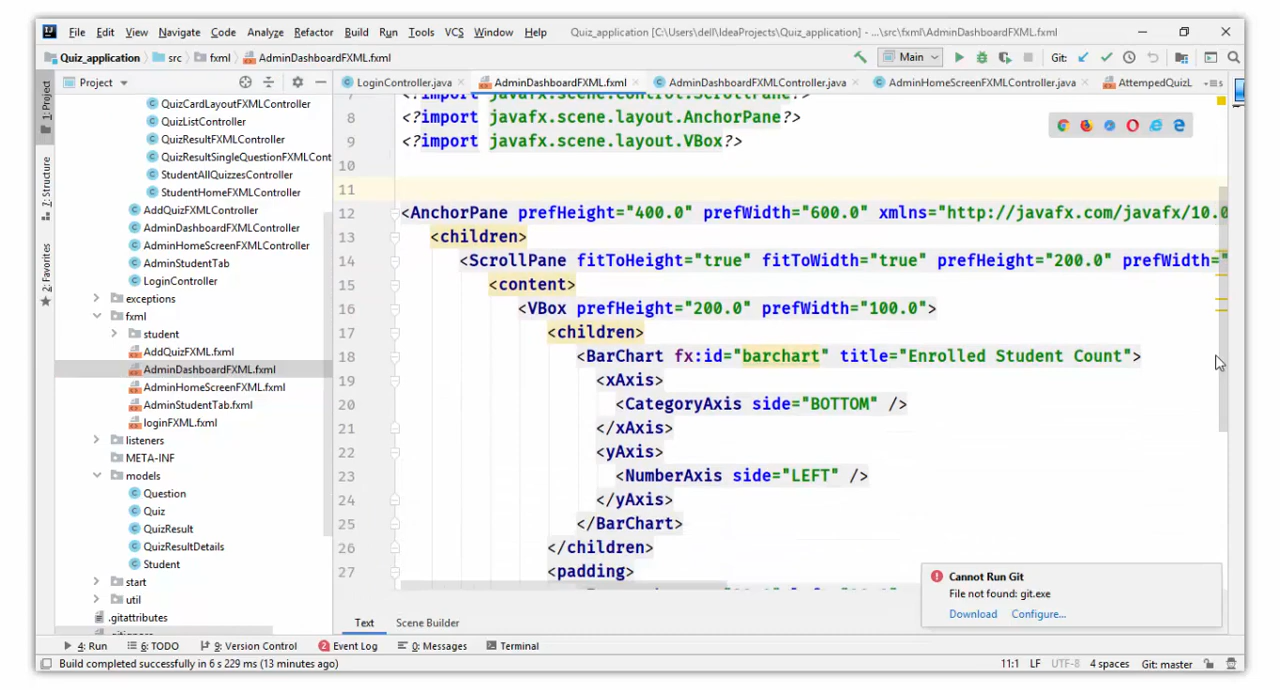 File Edit View Navigate Code Analyze Refactor Build Run Tools VCS Window Help Quiz_application [C:\Users\dell\IdeaProjects\Quiz_application] - ...\src\fxml\AdminDashboardFXML.fxml
Quiz_application src fxml AdminDashboardFXML.fxml Main Git:
Project LoginController.java AdminDashboardFXML.fxml AdminDashboardFXMLController.java AdminHomeScreenFXMLController.java AttempedQuizL
1: Project
7: Structure
2: Favorites
QuizCardLayoutFXMLController
QuizListController
QuizResultFXMLController
QuizResultSingleQuestionFXMLCont
StudentAllQuizzesController
StudentHomeFXMLController
AddQuizFXMLController
AdminDashboardFXMLController
AdminHomeScreenFXMLController
AdminStudentTab
LoginController
exceptions
fxml
student
AddQuizFXML.fxml
AdminDashboardFXML.fxml
AdminHomeScreenFXML.fxml
AdminStudentTab.fxml
loginFXML.fxml
listeners
META-INF
models
Question
Quiz
QuizResult
QuizResultDetails
Student
start
util
.gitattributes
.gitignore
7 <?import javafx.scene.control.ScrollPane?>
8 <?import javafx.scene.layout.AnchorPane?>
9 <?import javafx.scene.layout.VBox?>
10
11
12 <AnchorPane prefHeight="400.0" prefWidth="600.0" xmlns="http://javafx.com/javafx/10.0
13 <children>
14 <ScrollPane fitToHeight="true" fitToWidth="true" prefHeight="200.0" prefWidth="
15 <content>
16 <VBox prefHeight="200.0" prefWidth="100.0">
17 <children>
18 <BarChart fx:id="barchart" title="Enrolled Student Count">
19 <xAxis>
20 <CategoryAxis side="BOTTOM" />
21 </xAxis>
22 <yAxis>
23 <NumberAxis side="LEFT" />
24 </yAxis>
25 </BarChart>
26 </children>
27 <padding>
Cannot Run Git
File not found: git.exe
Download Configure...
Text Scene Builder
4: Run 6: TODO 9: Version Control 2 Event Log 0: Messages Terminal
Build completed successfully in 6 s 229 ms (13 minutes ago) 11:1 LF UTF-8 4 spaces Git: master